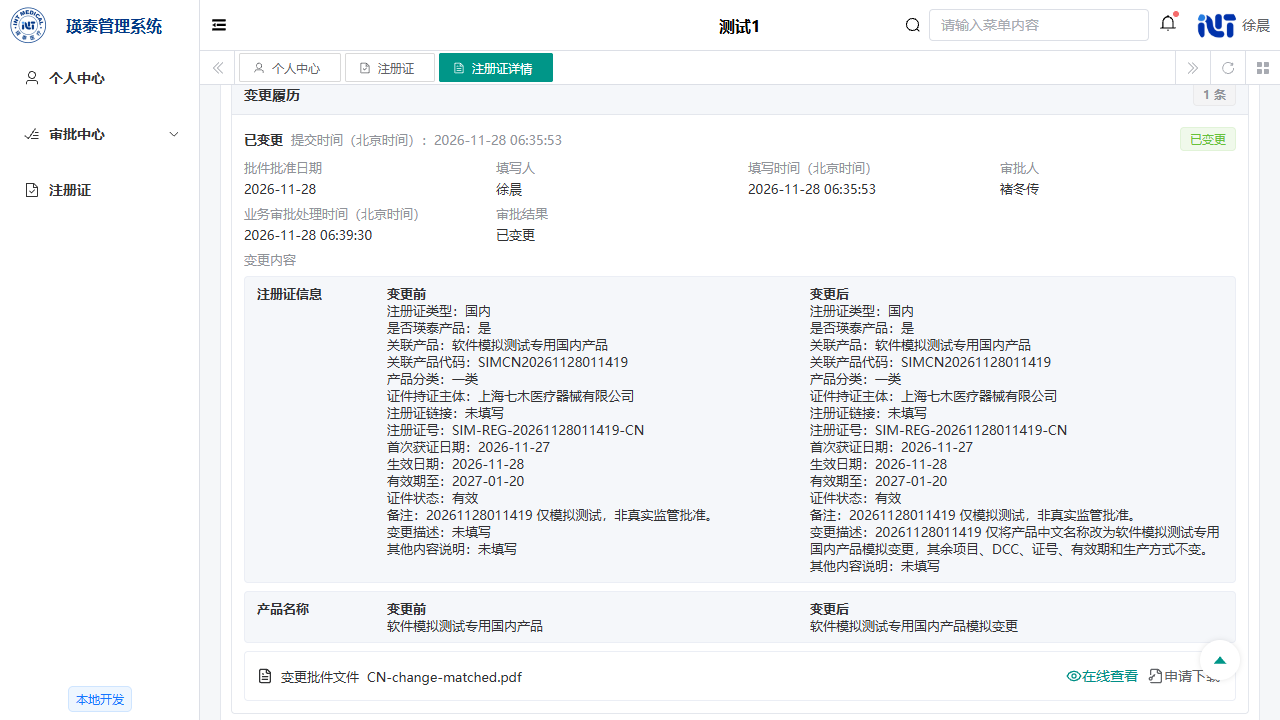 瑛泰管理系统
测试1
请输入菜单内容
徐晨
个人中心
注册证
注册证详情
个人中心
审批中心
注册证
本地开发
变更履历
1 条
已变更 提交时间（北京时间）：2026-11-28 06:35:53
已变更
批件批准日期
填写人
填写时间（北京时间）
审批人
2026-11-28
徐晨
2026-11-28 06:35:53
褚冬传
业务审批处理时间（北京时间）
审批结果
2026-11-28 06:39:30
已变更
变更内容
注册证信息
变更前
注册证类型：国内
是否瑛泰产品：是
关联产品：软件模拟测试专用国内产品
关联产品代码：SIMCN20261128011419
产品分类：一类
证件持证主体：上海七木医疗器械有限公司
注册证链接：未填写
注册证号：SIM-REG-20261128011419-CN
首次获证日期：2026-11-27
生效日期：2026-11-28
有效期至：2027-01-20
证件状态：有效
备注：20261128011419 仅模拟测试，非真实监管批准。
变更描述：未填写
其他内容说明：未填写
变更后
注册证类型：国内
是否瑛泰产品：是
关联产品：软件模拟测试专用国内产品
关联产品代码：SIMCN20261128011419
产品分类：一类
证件持证主体：上海七木医疗器械有限公司
注册证链接：未填写
注册证号：SIM-REG-20261128011419-CN
首次获证日期：2026-11-27
生效日期：2026-11-28
有效期至：2027-01-20
证件状态：有效
备注：20261128011419 仅模拟测试，非真实监管批准。
变更描述：20261128011419 仅将产品中文名称改为软件模拟测试专用
国内产品模拟变更，其余项目、DCC、证号、有效期和生产方式不变。
其他内容说明：未填写
产品名称
变更前
软件模拟测试专用国内产品
变更后
软件模拟测试专用国内产品模拟变更
变更批件文件 CN-change-matched.pdf
在线查看
申请下载